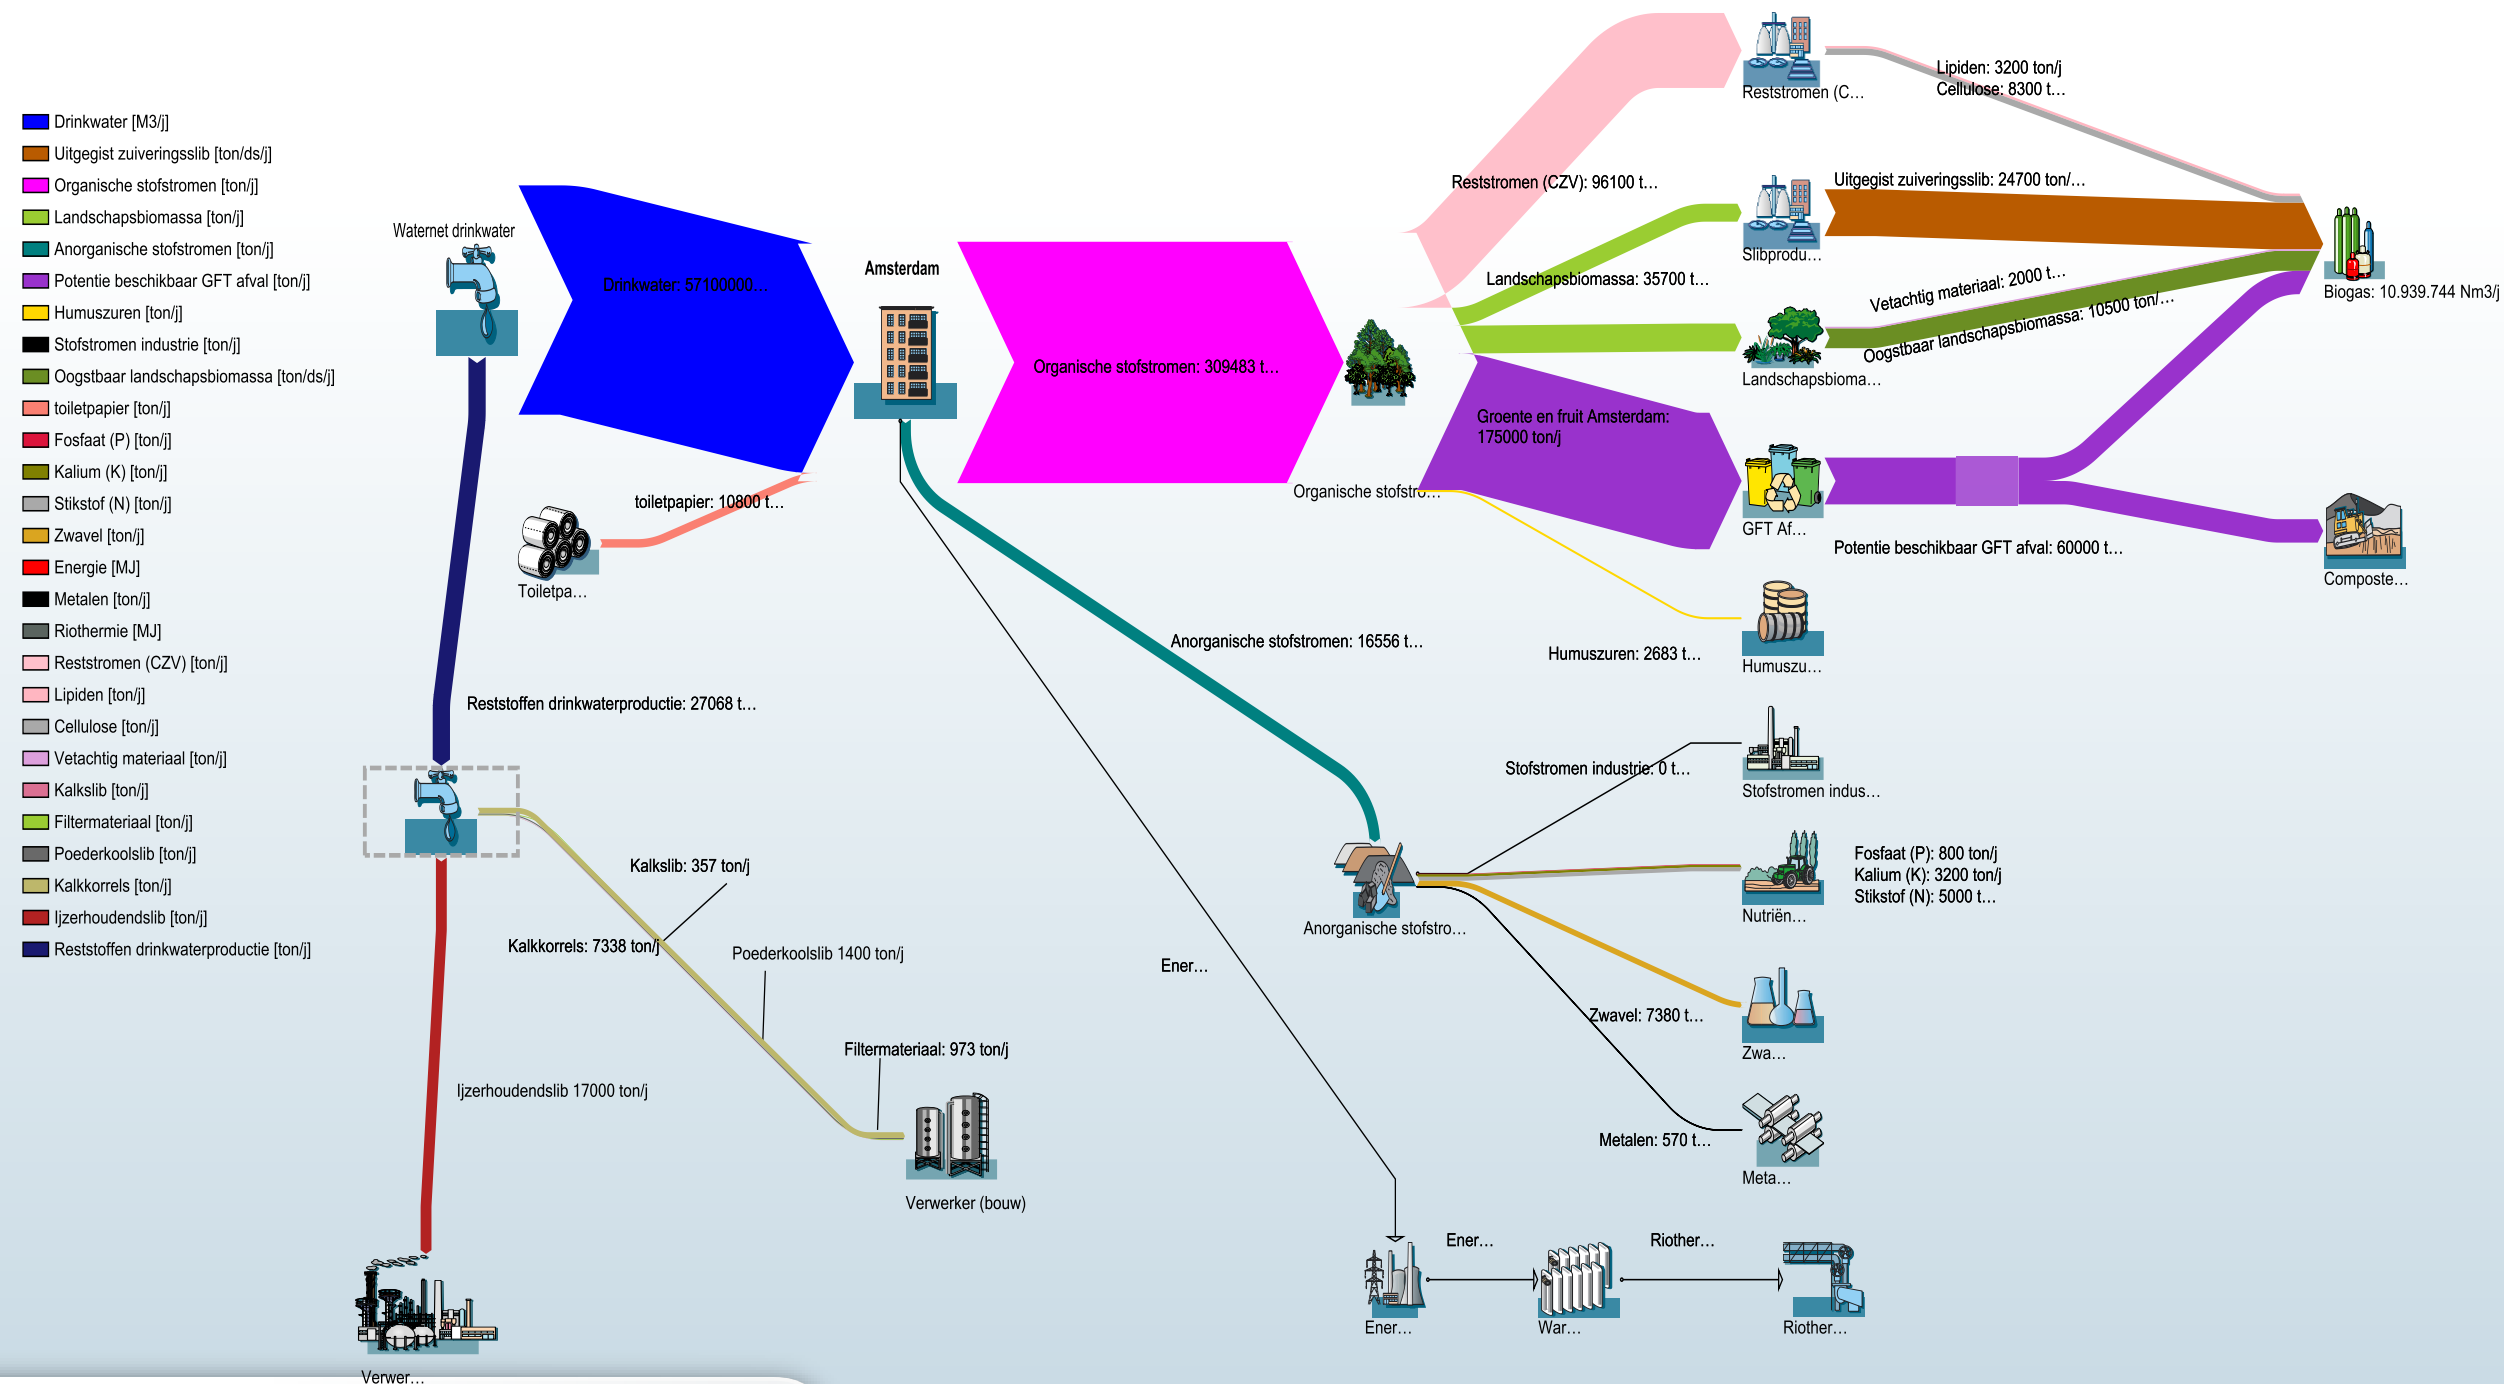 Drinkwater [M3/j]
Uitgegist zuiveringsslib [ton/ds/j]
Organische stofstromen [ton/j]
Landschapsbiomassa [ton/j]
Anorganische stofstromen [ton/j]
Potentie beschikbaar GFT afval [ton/j]
Humuszuren [ton/j]
Stofstromen industrie [ton/j]
Oogstbaar landschapsbiomassa [ton/ds/j]
toiletpapier [ton/j]
Fosfaat (P) [ton/j]
Kalium (K) [ton/j]
Stikstof (N) [ton/j]
Zwavel [ton/j]
Energie [MJ]
Metalen [ton/j]
Riothermie [MJ]
Reststromen (CZV) [ton/j]
Lipiden [ton/j]
Cellulose [ton/j]
Vetachtig materiaal [ton/j]
Kalkslib [ton/j]
Filtermateriaal [ton/j]
Poederkoolslib [ton/j]
Kalkkorrels [ton/j]
Ijzerhoudendslib [ton/j]
Reststoffen drinkwaterproductie [ton/j]
Waternet drinkwater
Drinkwater: 57100000...
Amsterdam
toiletpapier: 10800 t...
Toiletpa...
Organische stofstromen: 309483 t...
Organische stofstro...
Reststromen (CZV): 96100 t...
Landschapsbiomassa: 35700 t...
Groente en fruit Amsterdam:
175000 ton/j
Reststromen (C...
Lipiden: 3200 ton/j
Cellulose: 8300 t...
Uitgegist zuiveringsslib: 24700 ton/...
Slibprodu...
Vetachtig materiaal: 2000 t...
Oogstbaar landschapsbiomassa: 10500 ton/...
Landschapsbioma...
Biogas: 10.939.744 Nm3/j
GFT Af...
Potentie beschikbaar GFT afval: 60000 t...
Composte...
Humuszuren: 2683 t...
Humuszu...
Anorganische stofstromen: 16556 t...
Reststoffen drinkwaterproductie: 27068 t...
Stofstromen industrie: 0 t...
Stofstromen indus...
Fosfaat (P): 800 ton/j
Kalium (K): 3200 ton/j
Stikstof (N): 5000 t...
Nutriën...
Anorganische stofstro...
Kalkslib: 357 ton/j
Kalkkorrels: 7338 ton/j
Poederkoolslib 1400 ton/j
Ener...
Zwavel: 7380 t...
Zwa...
Filtermateriaal: 973 ton/j
Ijzerhoudendslib 17000 ton/j
Metalen: 570 t...
Meta...
Verwerker (bouw)
Ener...
Riother...
Ener...
War...
Riother...
Verwer...